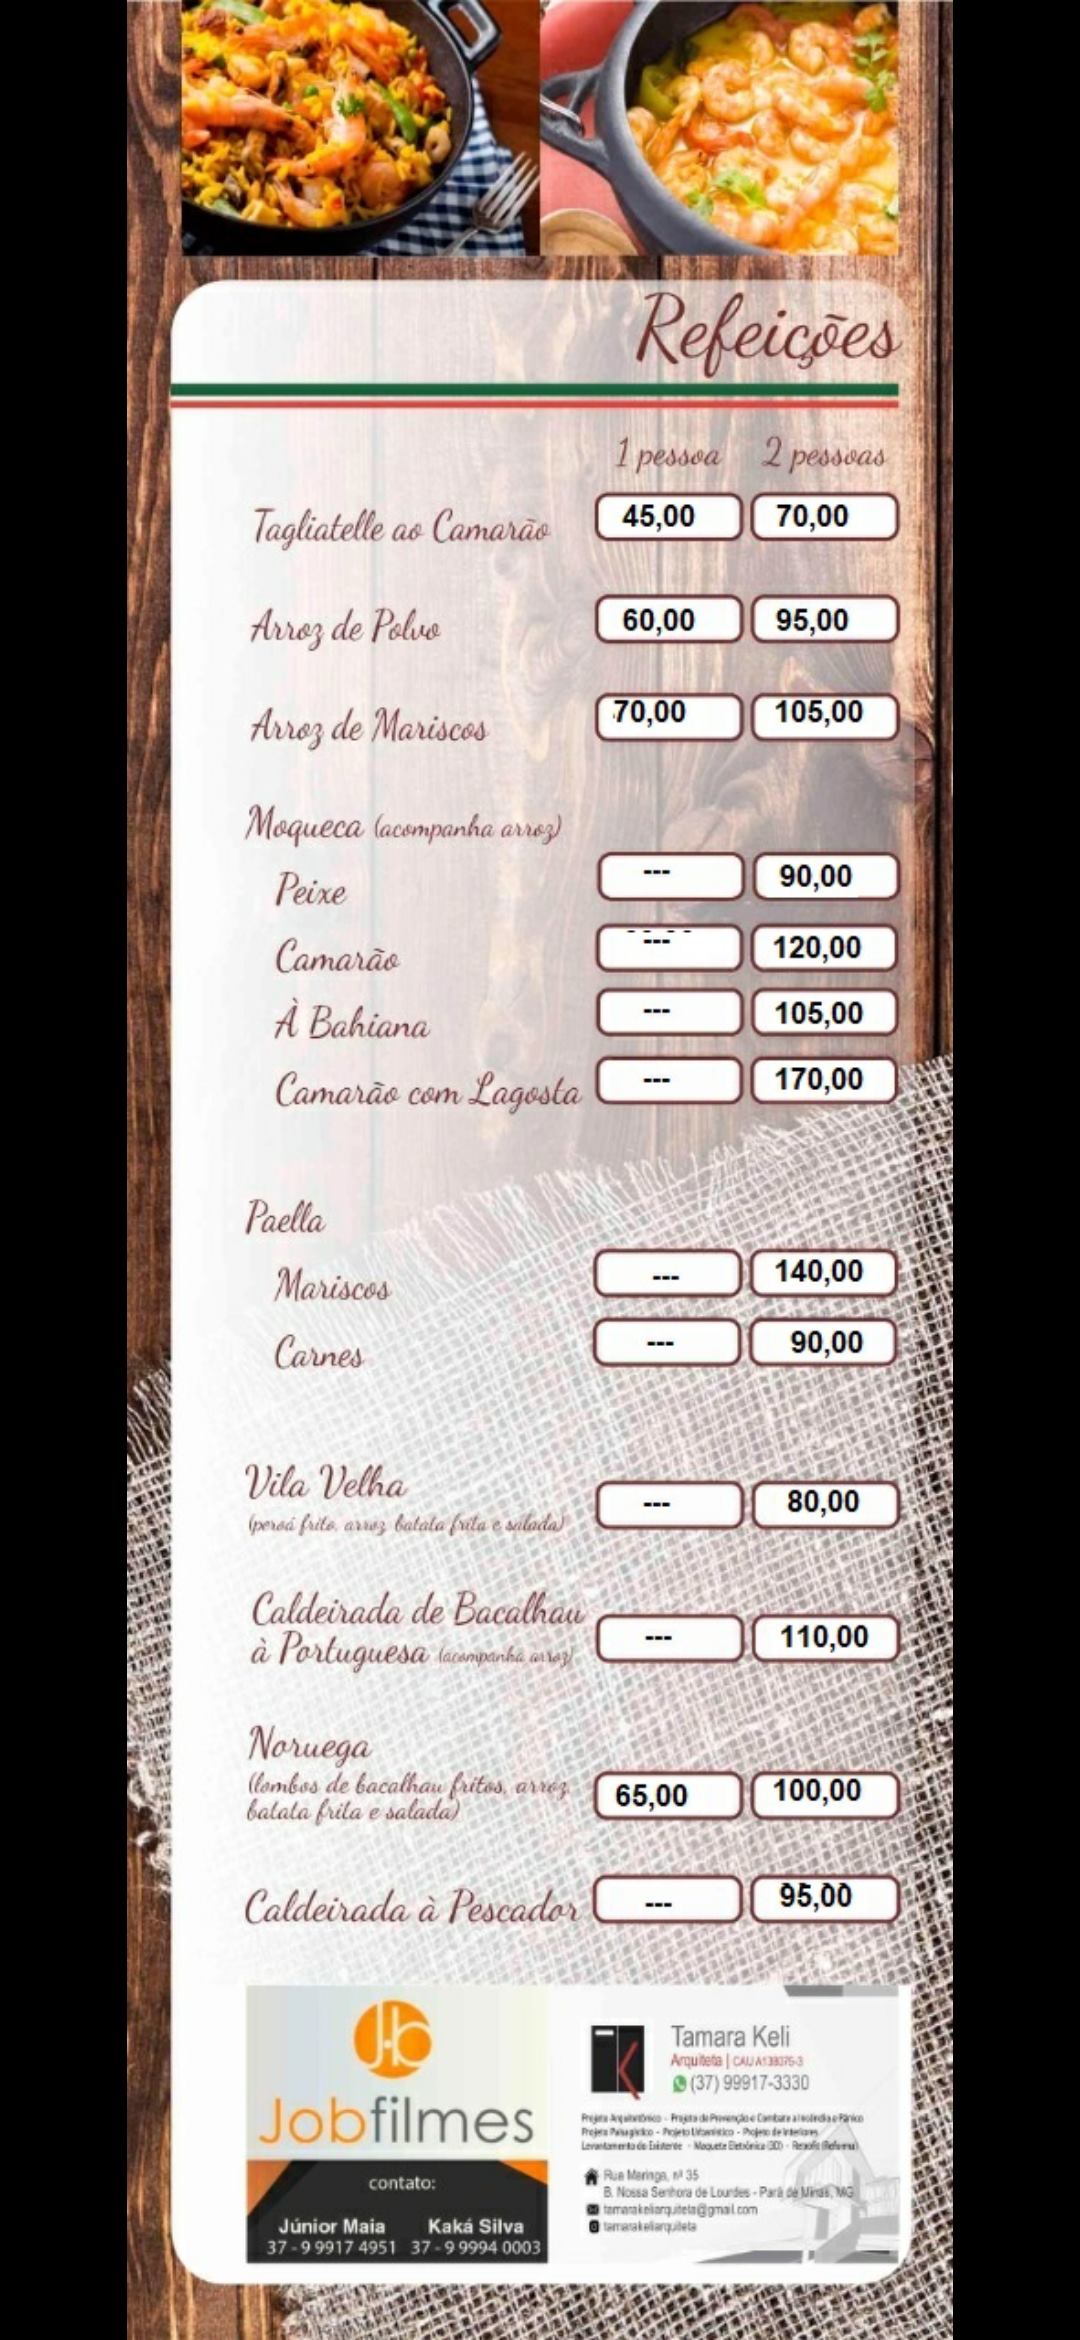 Refeições
1 pessoa 2 pessoas
Tagliatelle ao Camarão 45,00 70,00
Arroz de Polvo 60,00 95,00
Arroz de Mariscos 70,00 105,00
Moqueca (acompanha arroz)
Peixe --- 90,00
Camarão --- 120,00
À Bahiana --- 105,00
Camarão com Lagosta --- 170,00
Paella
Mariscos --- 140,00
Carnes --- 90,00
Vila Velha
(peroá frito, arroz, batata frita e salada) --- 80,00
Caldeirada de Bacalhau
à Portuguesa (acompanha arroz) --- 110,00
Noruega
(lombos de bacalhau fritos, arroz,
batata frita e salada) 65,00 100,00
Caldeirada à Pescador --- 95,00
Jb
Jobfilmes
contato:
Júnior Maia Kaká Silva
37 - 9 9917 4951 37 - 9 9994 0003
Tamara Keli
Arquiteta | CAU A138075-3
(37) 99917-3330
Projeto Arquitetônico - Projeto de Prevenção e Combate a Incêndio e Pânico
Projeto Paisagístico - Projeto Urbanístico - Projeto de Interiores
Levantamento do Existente - Maquete Eletrônica (3D) - Retrofit (Reforma)
Rua Maringa, nº 35
B. Nossa Senhora de Lourdes - Pará de Minas, MG
tamarakeliarquiteta@gmail.com
tamarakeliarquiteta